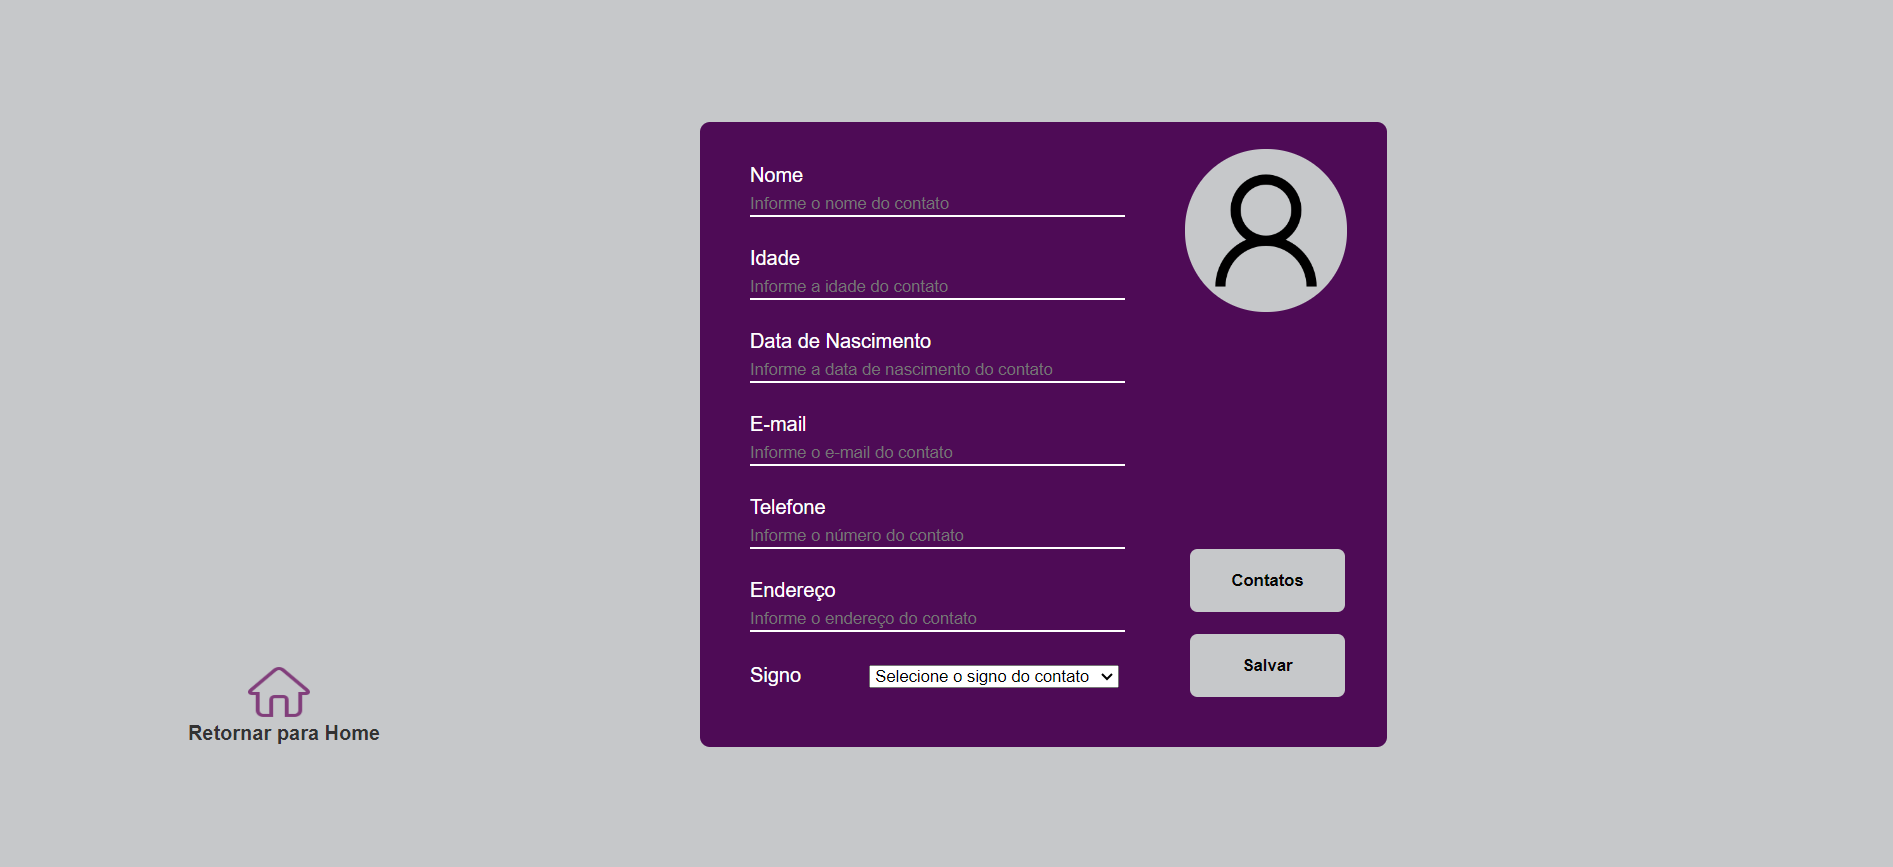 Nome
Informe o nome do contato
Idade
Informe a idade do contato
Data de Nascimento
Informe a data de nascimento do contato
E-mail
Informe o e-mail do contato
Telefone
Informe o número do contato
Endereço
Informe o endereço do contato
Signo
Selecione o signo do contato
Contatos
Salvar
Retornar para Home